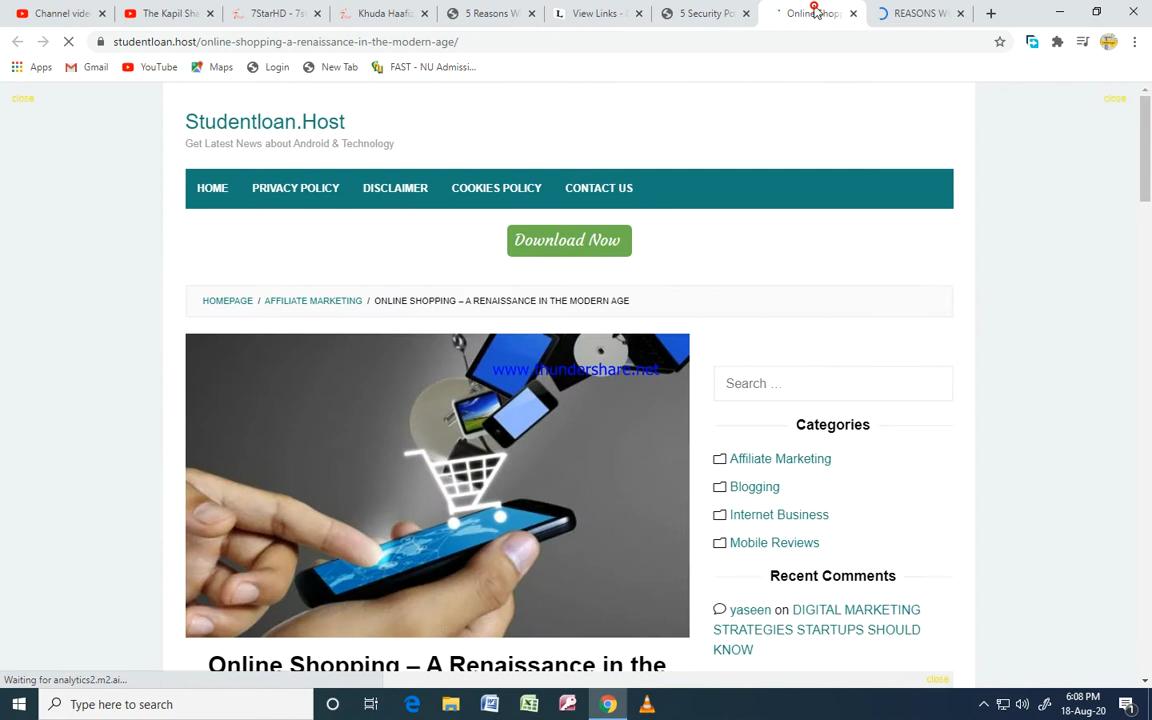 Channel vide
The Kapil Sha
7StarHD - 7s
Khuda Haafiz
5 Reasons W
View Links - 
5 Security Po
Online Shopp
REASONS W
studentloan.host/online-shopping-a-renaissance-in-the-modern-age/
Apps
Gmail
YouTube
Maps
Login
New Tab
FAST - NU Admissi...
close
close
Studentloan.Host
Get Latest News about Android & Technology
HOME
PRIVACY POLICY
DISCLAIMER
COOKIES POLICY
CONTACT US
Download Now
HOMEPAGE / AFFILIATE MARKETING / ONLINE SHOPPING – A RENAISSANCE IN THE MODERN AGE
www.thundershare.net
Search …
Categories
Affiliate Marketing
Blogging
Internet Business
Mobile Reviews
Recent Comments
yaseen on DIGITAL MARKETING
STRATEGIES STARTUPS SHOULD
KNOW
Online Shopping – A Renaissance in the
close
Waiting for analytics2.m2.ai...
Type here to search
6:08 PM
18-Aug-20